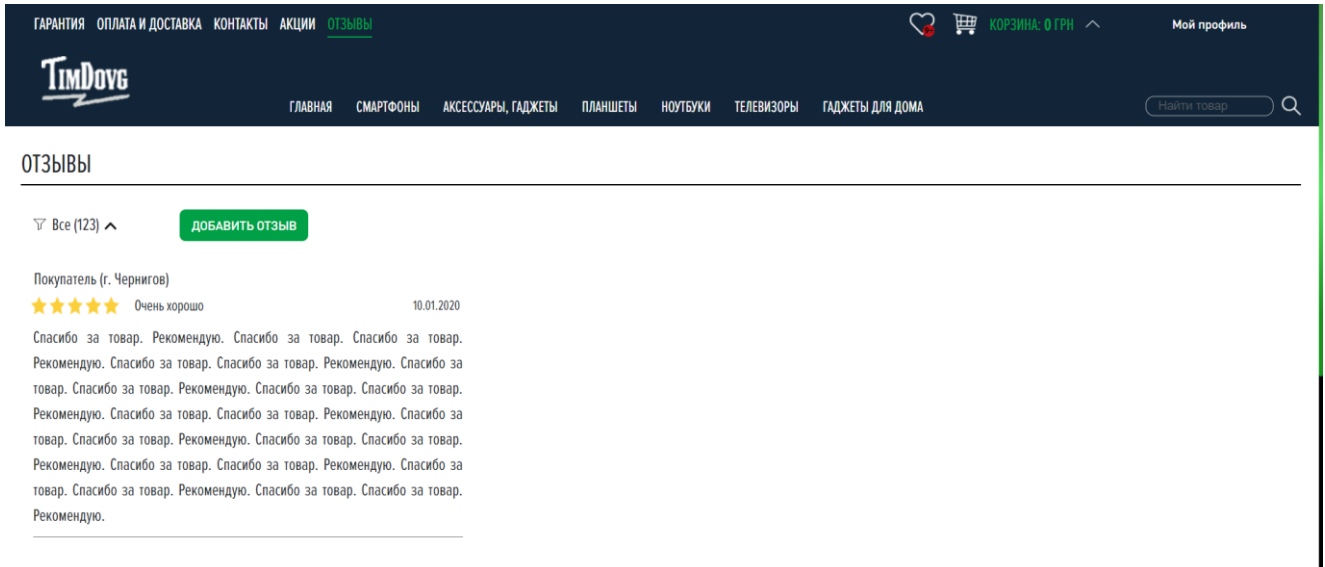 ГАРАНТИЯ ОПЛАТА И ДОСТАВКА КОНТАКТЫ АКЦИИ ОТЗЫВЫ КОРЗИНА: 0 ГРН Мой профиль
TIMDOVG
ГЛАВНАЯ СМАРТФОНЫ АКСЕССУАРЫ, ГАДЖЕТЫ ПЛАНШЕТЫ НОУТБУКИ ТЕЛЕВИЗОРЫ ГАДЖЕТЫ ДЛЯ ДОМА Найти товар
ОТЗЫВЫ
Все (123) ДОБАВИТЬ ОТЗЫВ
Покупатель (г. Чернигов)
Очень хорошо 10.01.2020
Спасибо за товар. Рекомендую. Спасибо за товар. Спасибо за товар.
Рекомендую. Спасибо за товар. Спасибо за товар. Рекомендую. Спасибо за
товар. Спасибо за товар. Рекомендую. Спасибо за товар. Спасибо за товар.
Рекомендую. Спасибо за товар. Спасибо за товар. Рекомендую. Спасибо за
товар. Спасибо за товар. Рекомендую. Спасибо за товар. Спасибо за товар.
Рекомендую. Спасибо за товар. Спасибо за товар. Рекомендую. Спасибо за
товар. Спасибо за товар. Рекомендую. Спасибо за товар. Спасибо за товар.
Рекомендую.